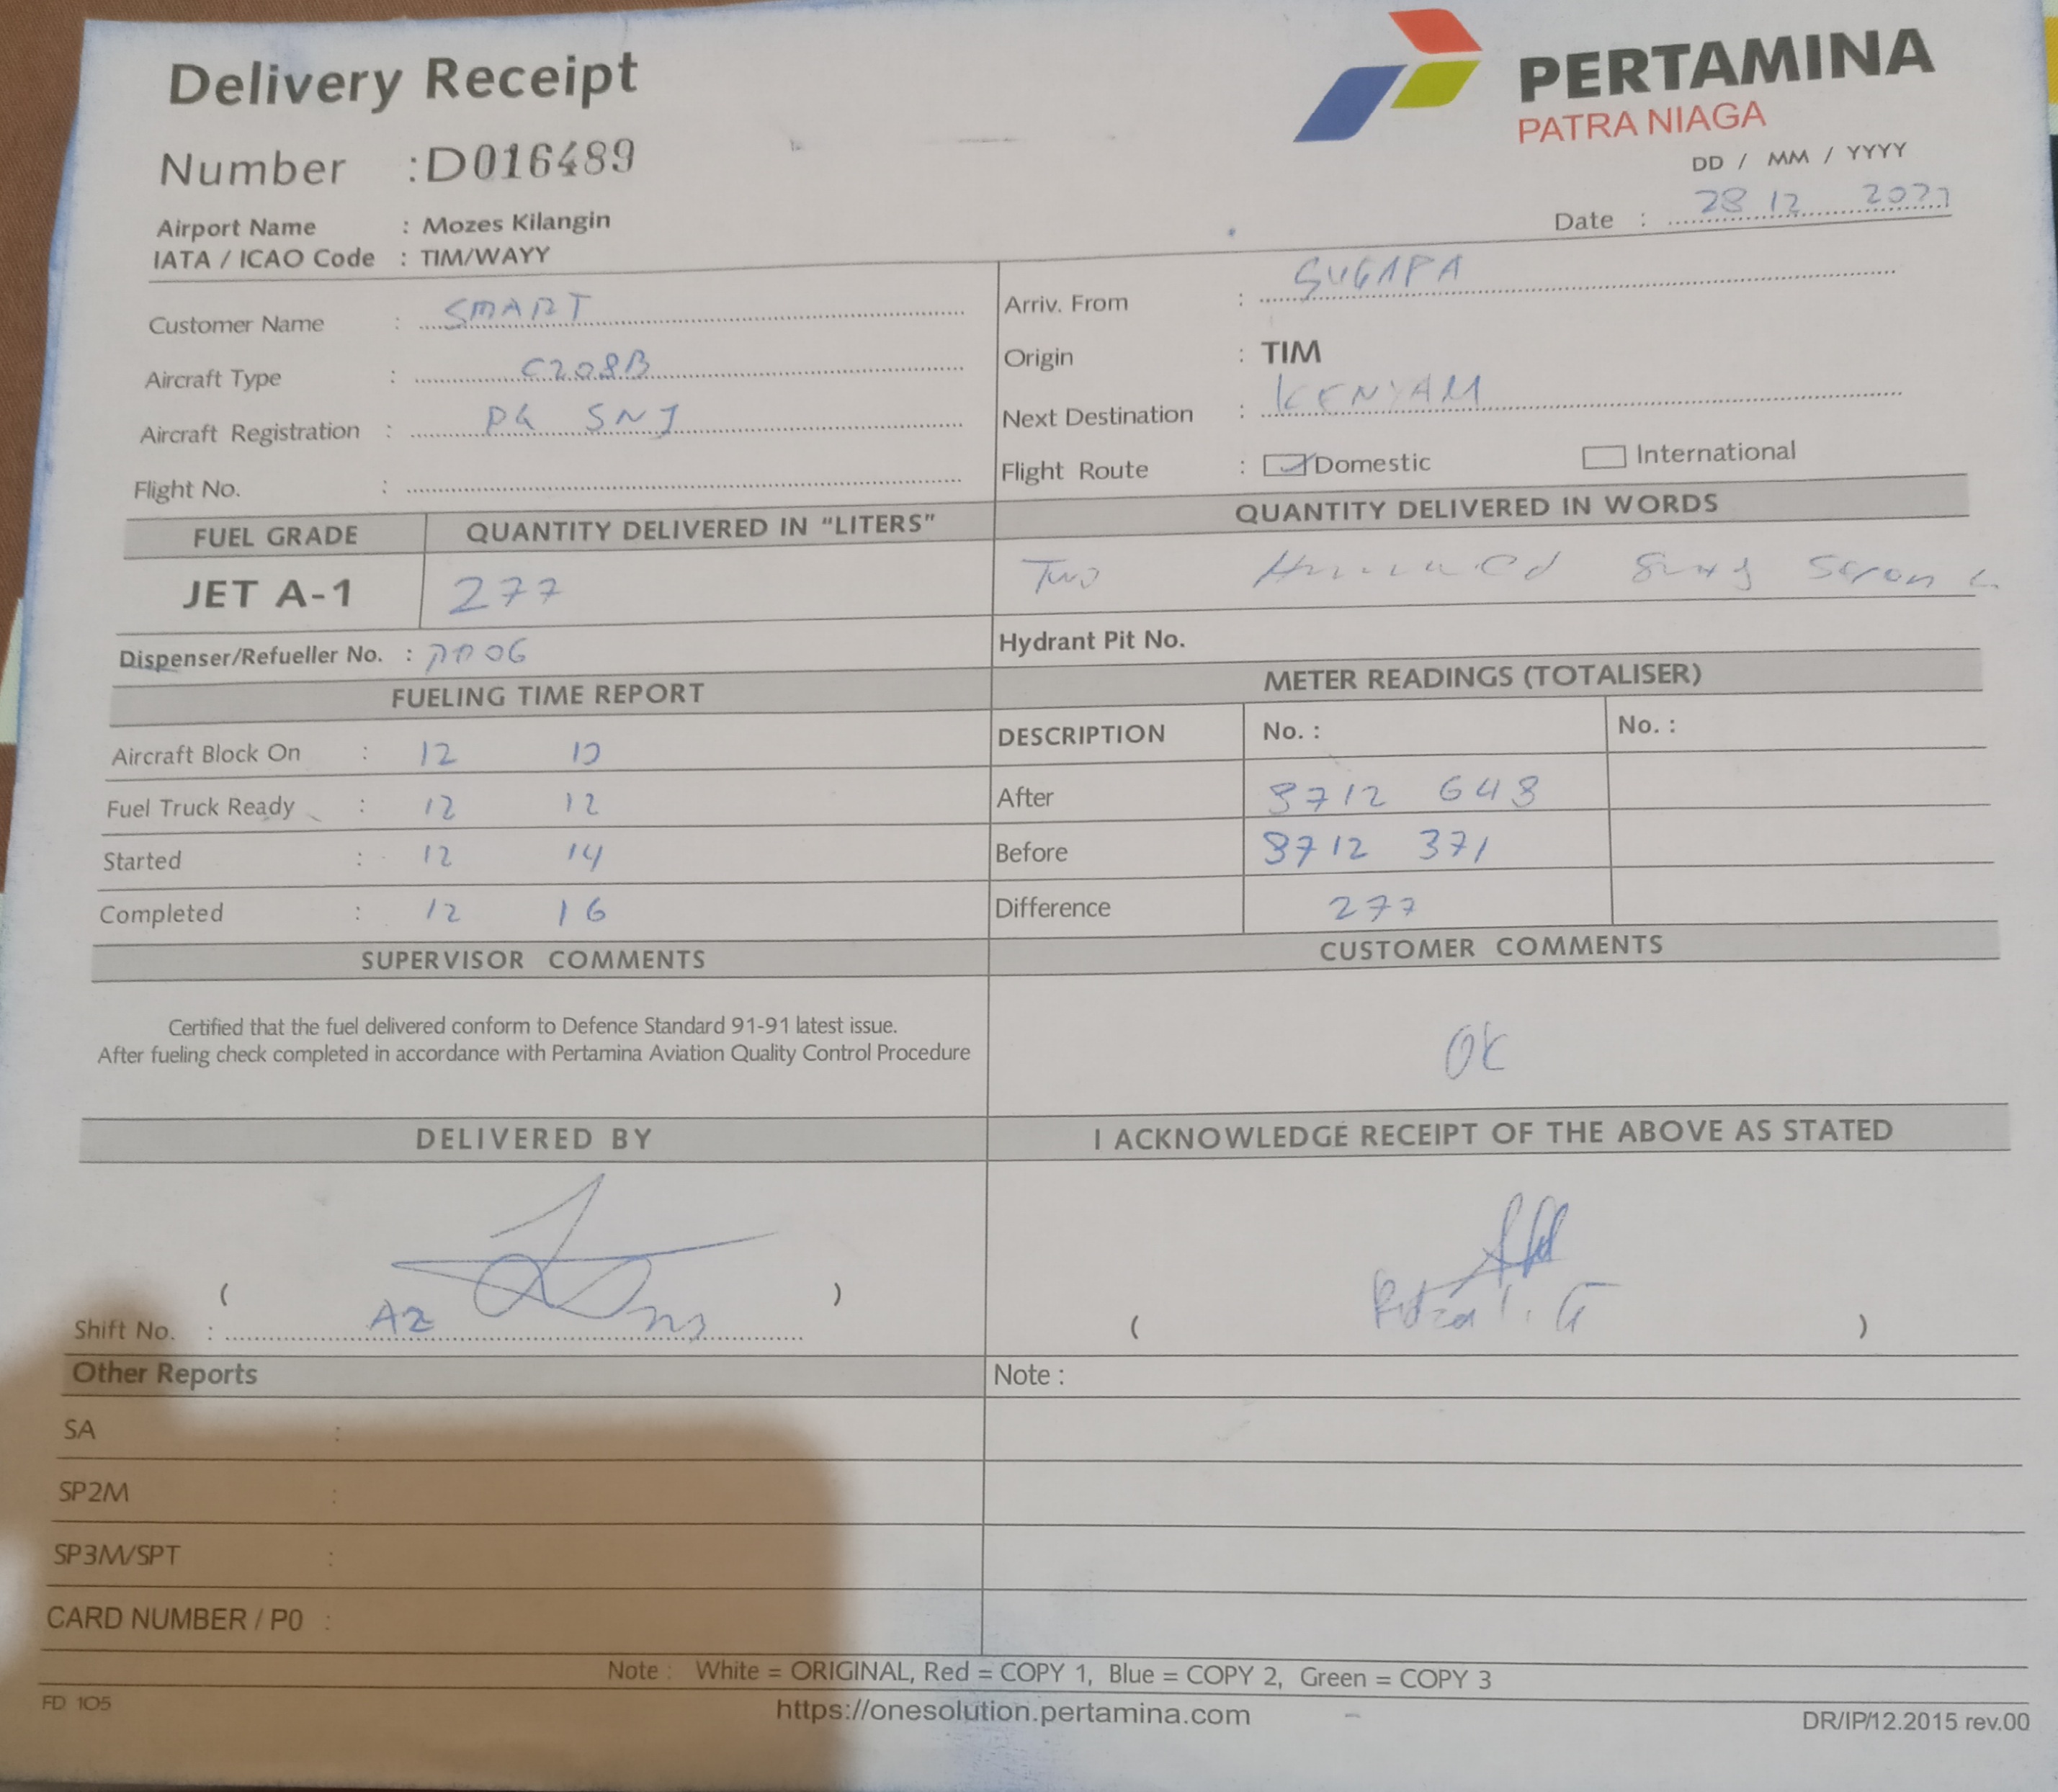 Delivery Receipt
PERTAMINA
PATRA NIAGA
Number : D016489
DD / MM / YYYY
Date : 28 12
Airport Name : Mozes Kilangin
IATA / ICAO Code : TIM/WAYY
Customer Name : SMART
Arriv. From : SUGAPA
Aircraft Type : C208B
Origin : TIM
Aircraft Registration : PK SNJ
Next Destination : KENYAM
Flight No. :
Flight Route : Domestic International
FUEL GRADE QUANTITY DELIVERED IN "LITERS" QUANTITY DELIVERED IN WORDS
JET A-1 277 Two Hundred
Dispenser/Refueller No. : Hydrant Pit No.
FUELING TIME REPORT METER READINGS (TOTALISER)
Aircraft Block On : 12 10 DESCRIPTION No. : No. :
Fuel Truck Ready : 12 12 After 8712 648
Started : 12 14 Before 8712 371
Completed : 12 16 Difference 277
SUPERVISOR COMMENTS CUSTOMER COMMENTS
Certified that the fuel delivered conform to Defence Standard 91-91 latest issue.
After fueling check completed in accordance with Pertamina Aviation Quality Control Procedure
OK
DELIVERED BY I ACKNOWLEDGE RECEIPT OF THE ABOVE AS STATED
( ) ( )
Shift No. :
Other Reports Note :
SA :
SP2M :
SP3M/SPT :
CARD NUMBER / P0 :
Note : White = ORIGINAL, Red = COPY 1, Blue = COPY 2, Green = COPY 3
FD 105 https://onesolution.pertamina.com DR/IP/12.2015 rev.00